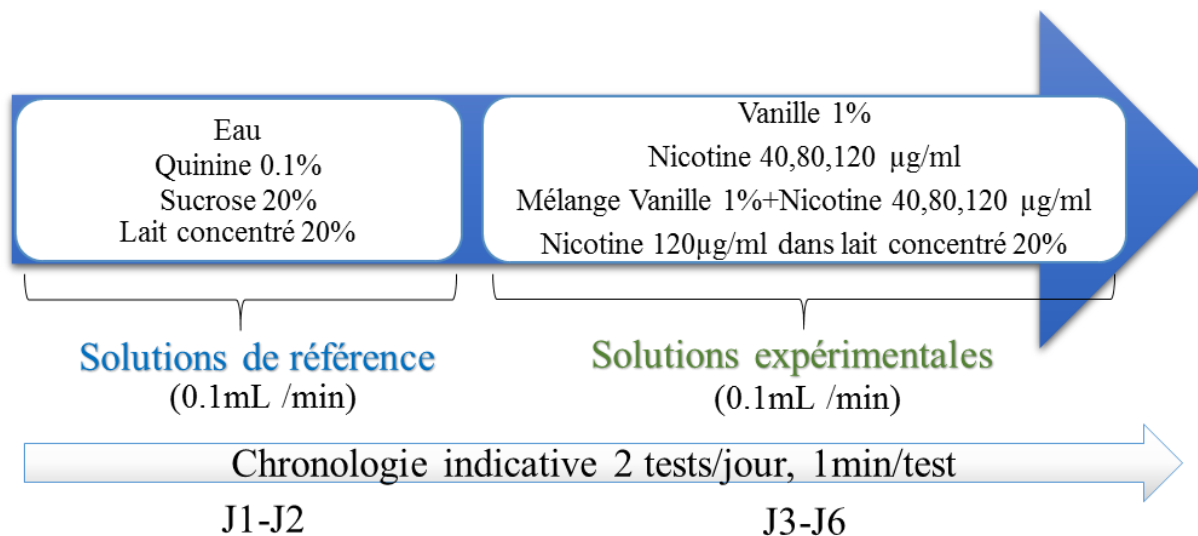 Eau
Quinine 0.1%
Sucrose 20%
Lait concentré 20%
Vanille 1%
Nicotine 40,80,120 µg/ml
Mélange Vanille 1%+Nicotine 40,80,120 µg/ml
Nicotine 120µg/ml dans lait concentré 20%
Solutions de référence
(0.1mL /min)
Solutions expérimentales
(0.1mL /min)
Chronologie indicative 2 tests/jour, 1min/test
J1-J2
J3-J6